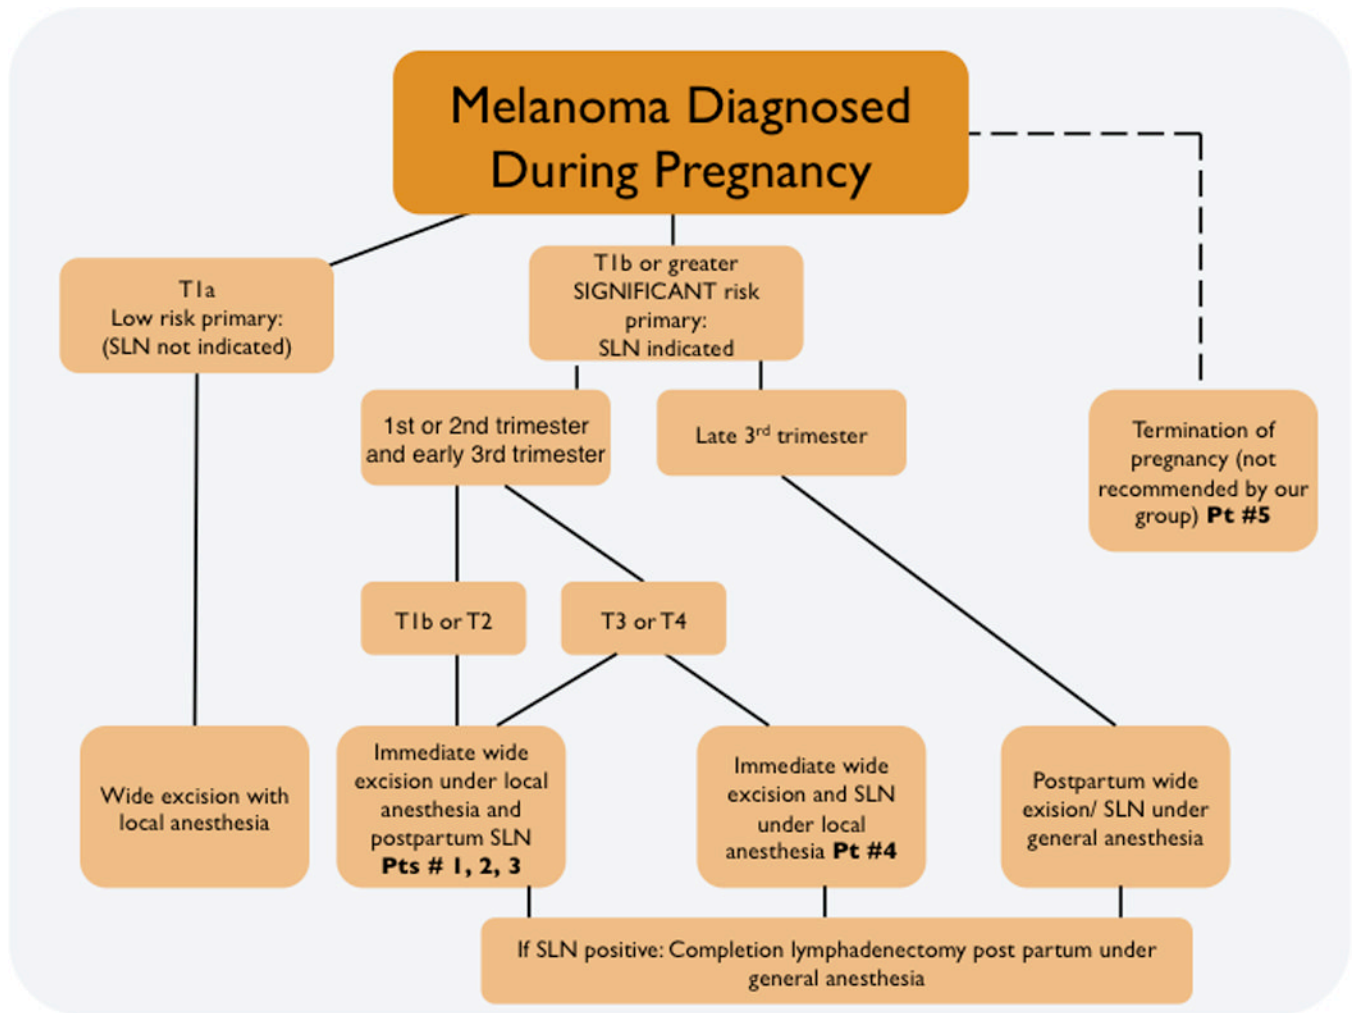 Melanoma Diagnosed
During Pregnancy
T1a
Low risk primary:
(SLN not indicated)
T1b or greater
SIGNIFICANT risk
primary:
SLN indicated
1st or 2nd trimester
and early 3rd trimester
Late 3rd trimester
Termination of
pregnancy (not
recommended by our
group) Pt #5
T1b or T2
T3 or T4
Wide excision with
local anesthesia
Immediate wide
excision under local
anesthesia and
postpartum SLN
Pts # 1, 2, 3
Immediate wide
excision and SLN
under local
anesthesia Pt #4
Postpartum wide
exision/ SLN under
general anesthesia
If SLN positive: Completion lymphadenectomy post partum under
general anesthesia